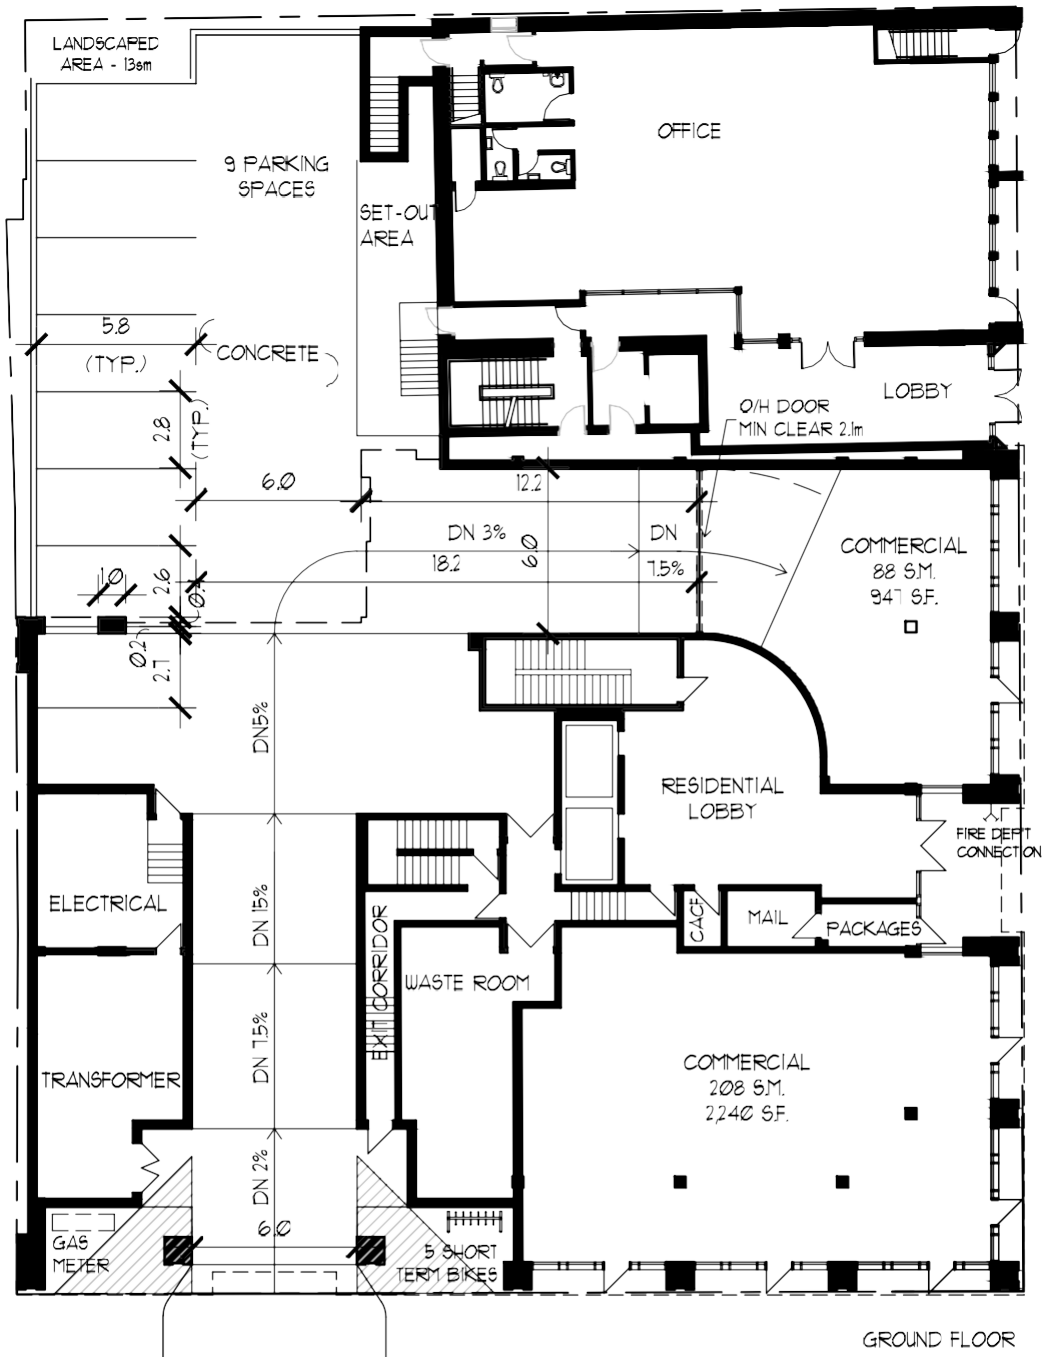 LANDSCAPED
AREA - 13sm
9 PARKING
SPACES
OFFICE
SET-OUT
AREA
5.8
(TYP.)
CONCRETE
2.8
(TYP.)
LOBBY
O/H DOOR
MIN CLEAR 2.1m
6.0
12.2
DN 3%
18.2
6.0
DN
7.5%
COMMERCIAL
88 S.M.
947 S.F.
1.0
2.6
0.2
2.7
DN5%
RESIDENTIAL
LOBBY
FIRE DEP'T
CONNECTION
ELECTRICAL
DN 15%
EXIT CORRIDOR
CACF
MAIL
PACKAGES
WASTE ROOM
TRANSFORMER
DN 7.5%
COMMERCIAL
208 S.M.
2,240 S.F.
DN 2%
6.0
GAS
METER
5 SHORT
TERM BIKES
GROUND FLOOR